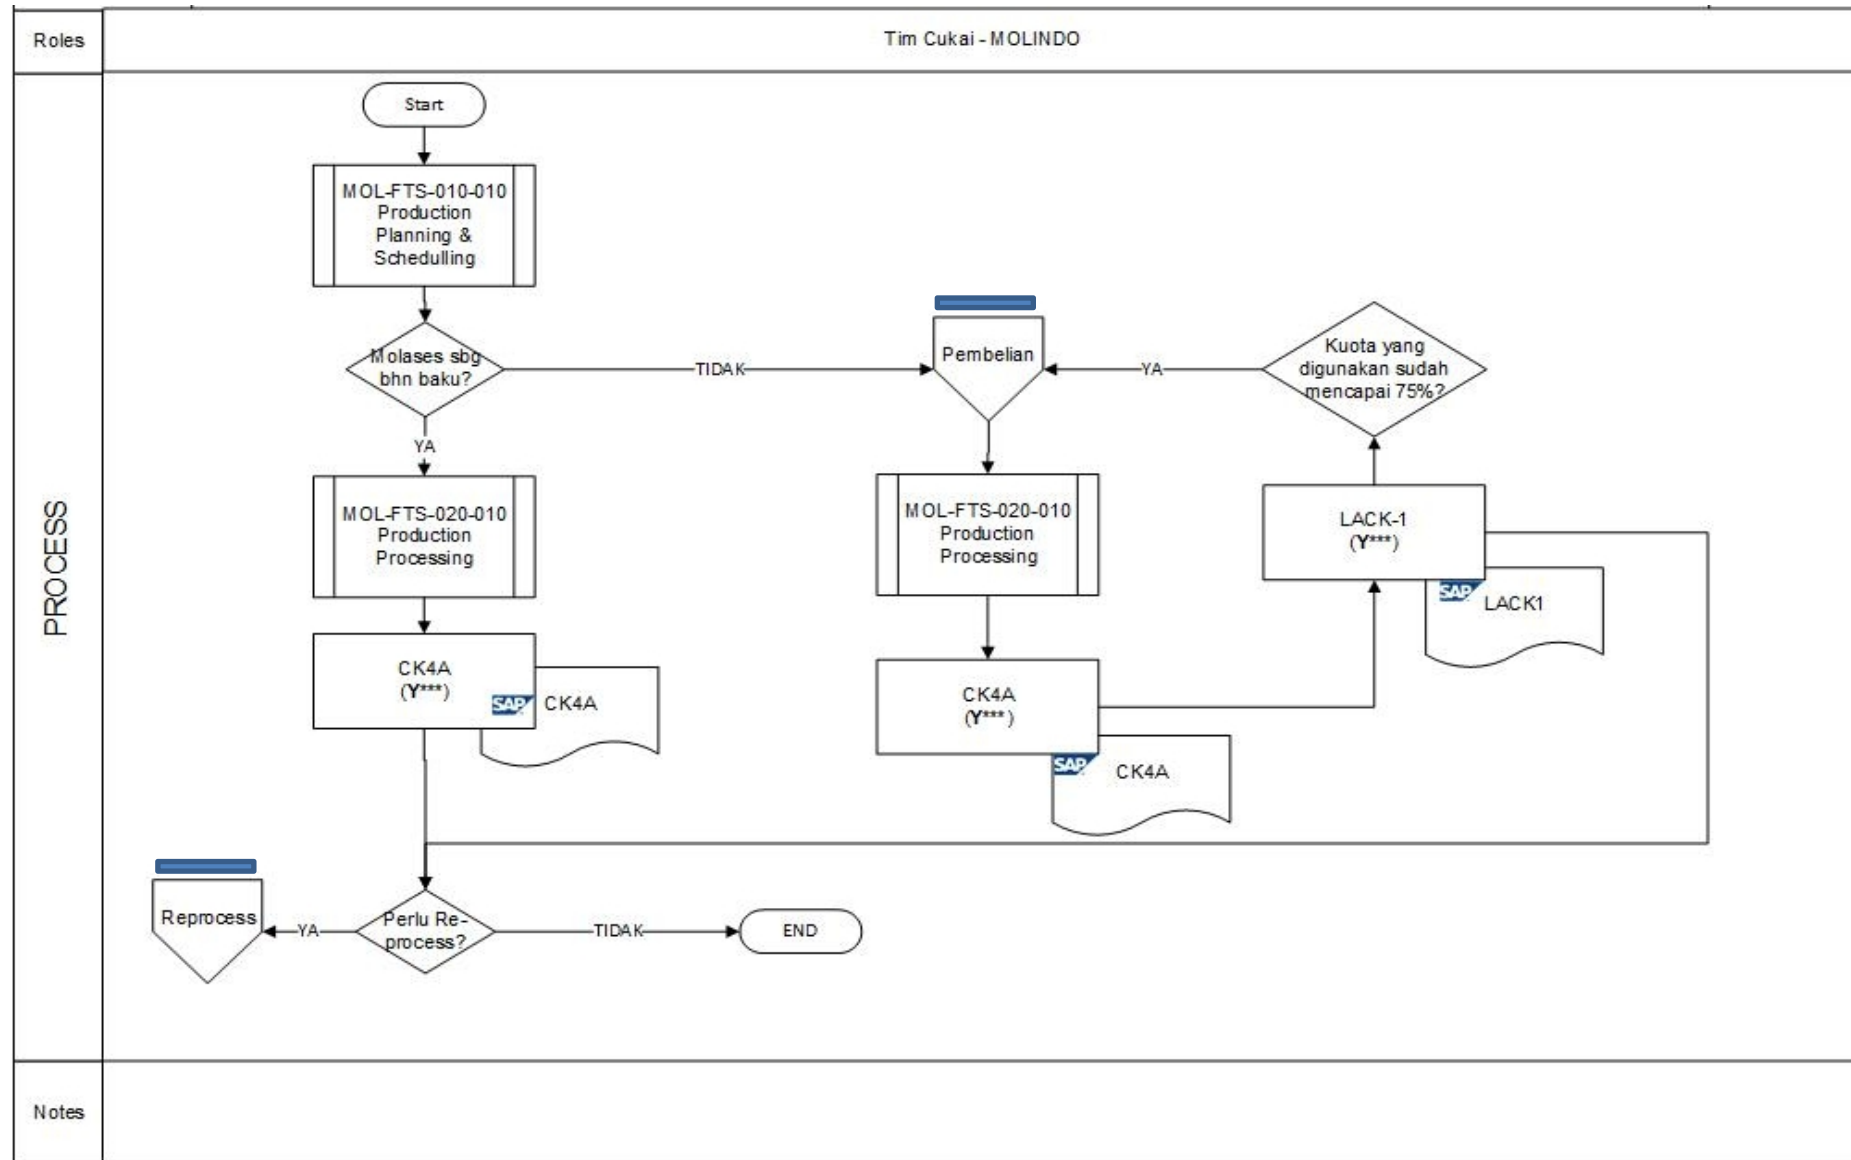 Roles
Tim Cukai - MOLINDO
PROCESS
Start
MOL-FTS-010-010
Production
Planning &
Schedulling
Molases sbg
bhn baku?
TIDAK
Pembelian
YA
Kuota yang
digunakan sudah
mencapai 75%?
YA
MOL-FTS-020-010
Production
Processing
MOL-FTS-020-010
Production
Processing
LACK-1
(Y***)
SAP
LACK1
CK4A
(Y***)
SAP
CK4A
CK4A
(Y***)
SAP
CK4A
Reprocess
YA
Perlu Re-
process?
TIDAK
END
Notes